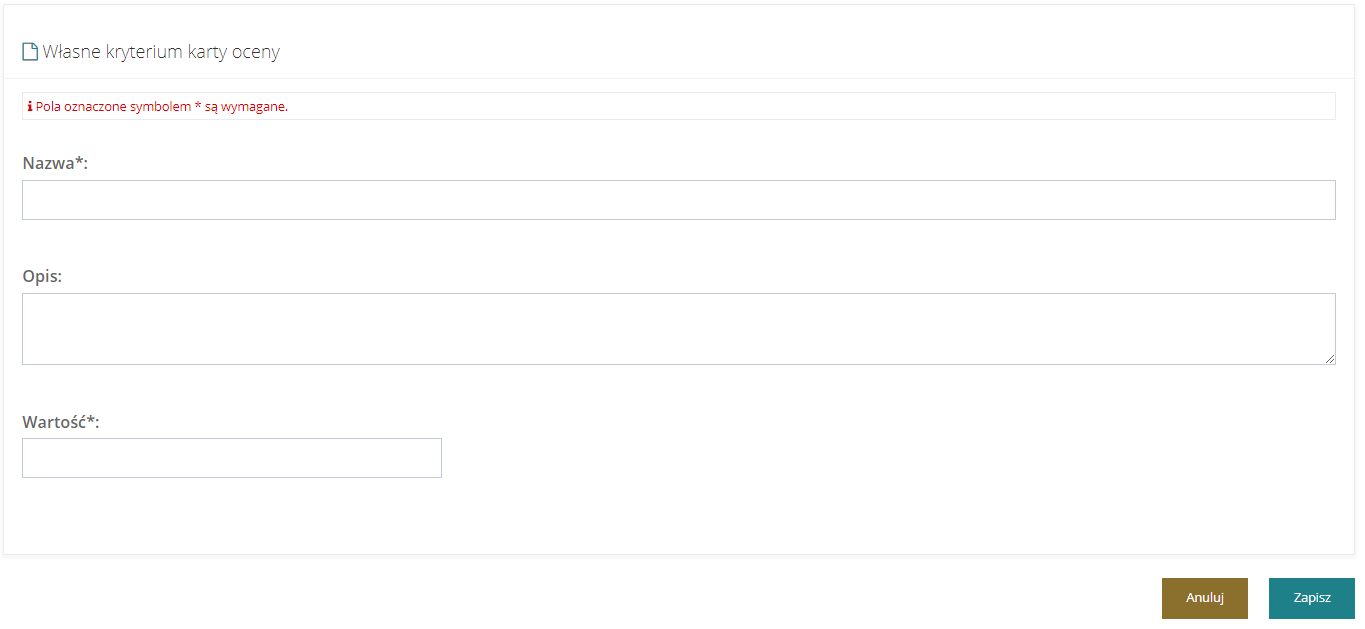 Własne kryterium karty oceny
Pola oznaczone symbolem * są wymagane.
Nazwa*:
Opis:
Wartość*:
Anuluj
Zapisz